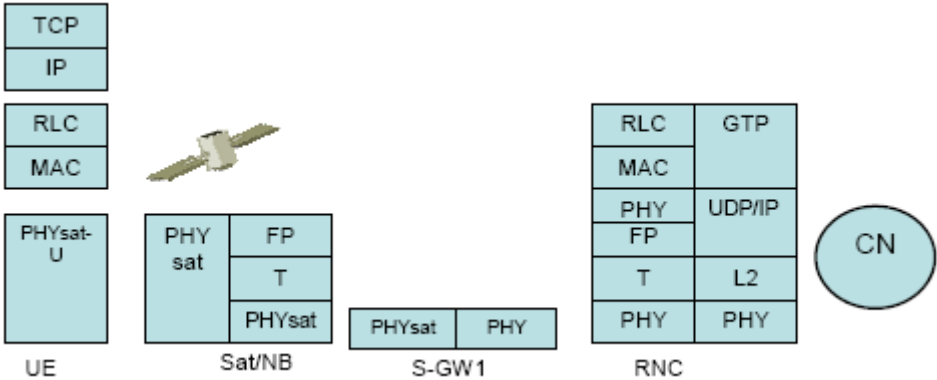 TCP
IP
RLC
MAC
PHYsat-
U
UE
PHY
sat
FP
T
PHYsat
Sat/NB
PHYsat
PHY
S-GW1
RLC
GTP
MAC
PHY
UDP/IP
FP
T
L2
PHY
PHY
RNC
CN